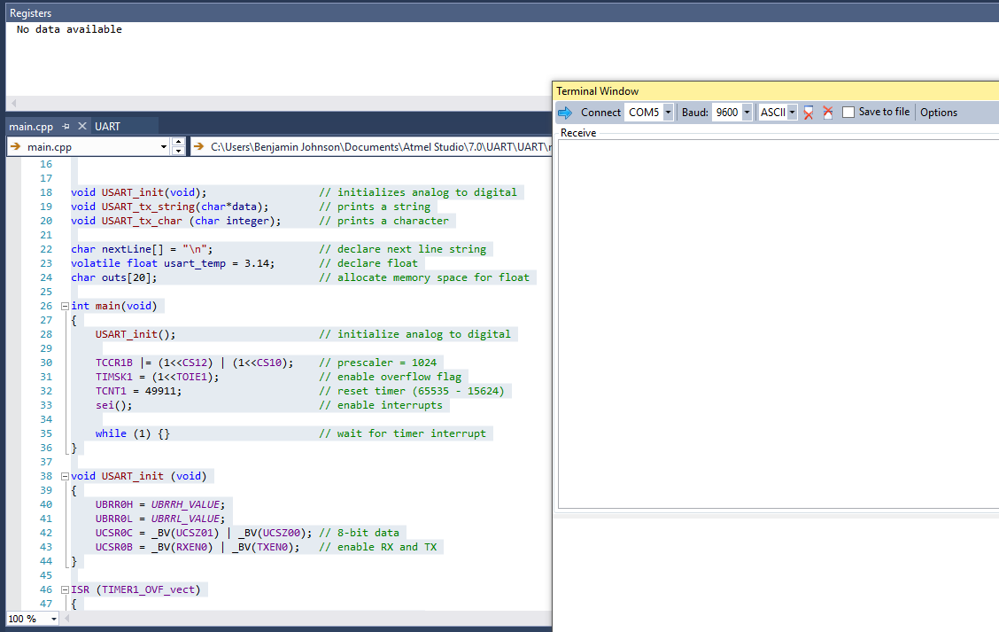 Registers
No data available
Terminal Window
Connect COM5 Baud: 9600 ASCII Save to file Options
Receive
main.cpp UART
main.cpp C:\Users\Benjamin Johnson\Documents\Atmel Studio\7.0\UART\UART\
16
17
18 void USART_init(void); // initializes analog to digital
19 void USART_tx_string(char*data); // prints a string
20 void USART_tx_char (char integer); // prints a character
21
22 char nextLine[] = "\n"; // declare next line string
23 volatile float usart_temp = 3.14; // declare float
24 char outs[20]; // allocate memory space for float
25
26 int main(void)
27 {
28 USART_init(); // initialize analog to digital
29
30 TCCR1B |= (1<<CS12) | (1<<CS10); // prescaler = 1024
31 TIMSK1 = (1<<TOIE1); // enable overflow flag
32 TCNT1 = 49911; // reset timer (65535 - 15624)
33 sei(); // enable interrupts
34
35 while (1) {} // wait for timer interrupt
36 }
37
38 void USART_init (void)
39 {
40 UBRR0H = UBRRH_VALUE;
41 UBRR0L = UBRRL_VALUE;
42 UCSR0C = _BV(UCSZ01) | _BV(UCSZ00); // 8-bit data
43 UCSR0B = _BV(RXEN0) | _BV(TXEN0); // enable RX and TX
44 }
45
46 ISR (TIMER1_OVF_vect)
47 {
100 %